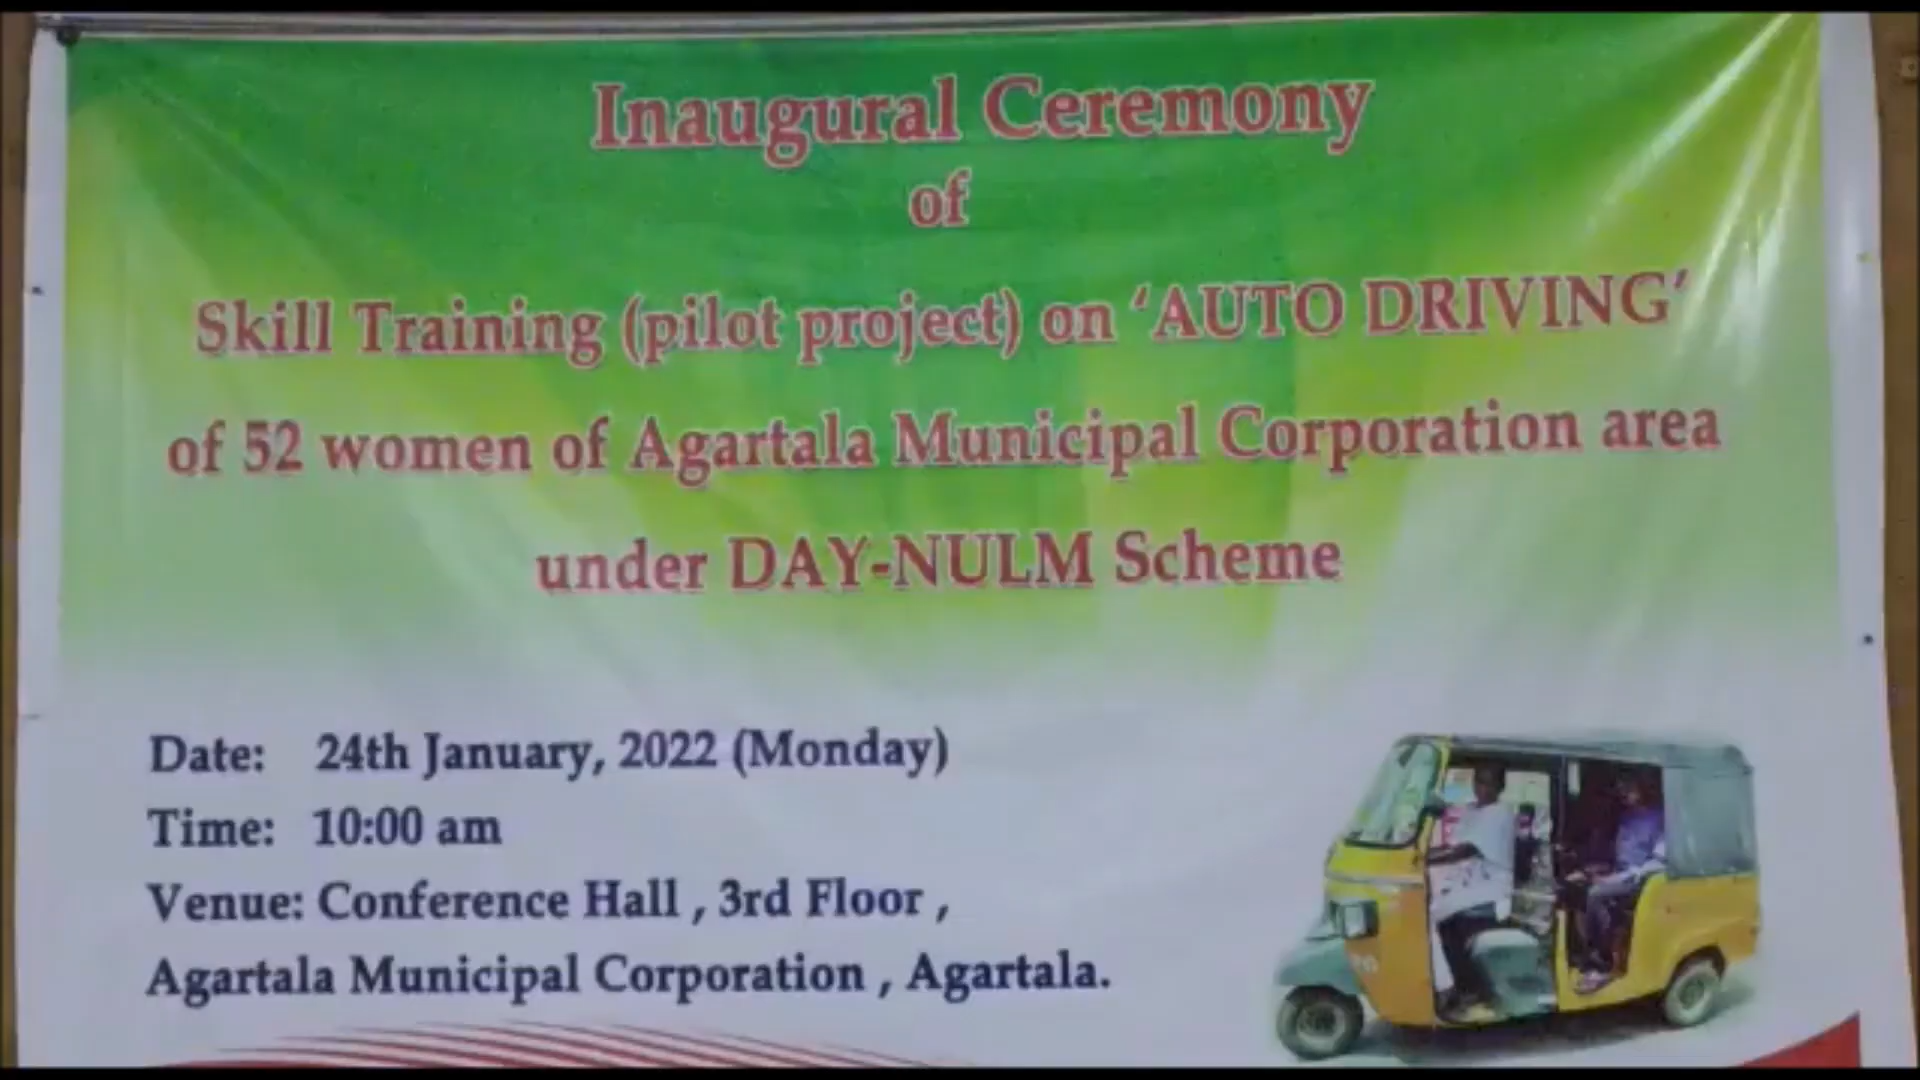 Inaugural Ceremony
of
Skill Training (pilot project) on ‘AUTO DRIVING’
of 52 women of Agartala Municipal Corporation area
under DAY-NULM Scheme
Date: 24th January, 2022 (Monday)
Time: 10:00 am
Venue: Conference Hall , 3rd Floor ,
Agartala Municipal Corporation , Agartala.